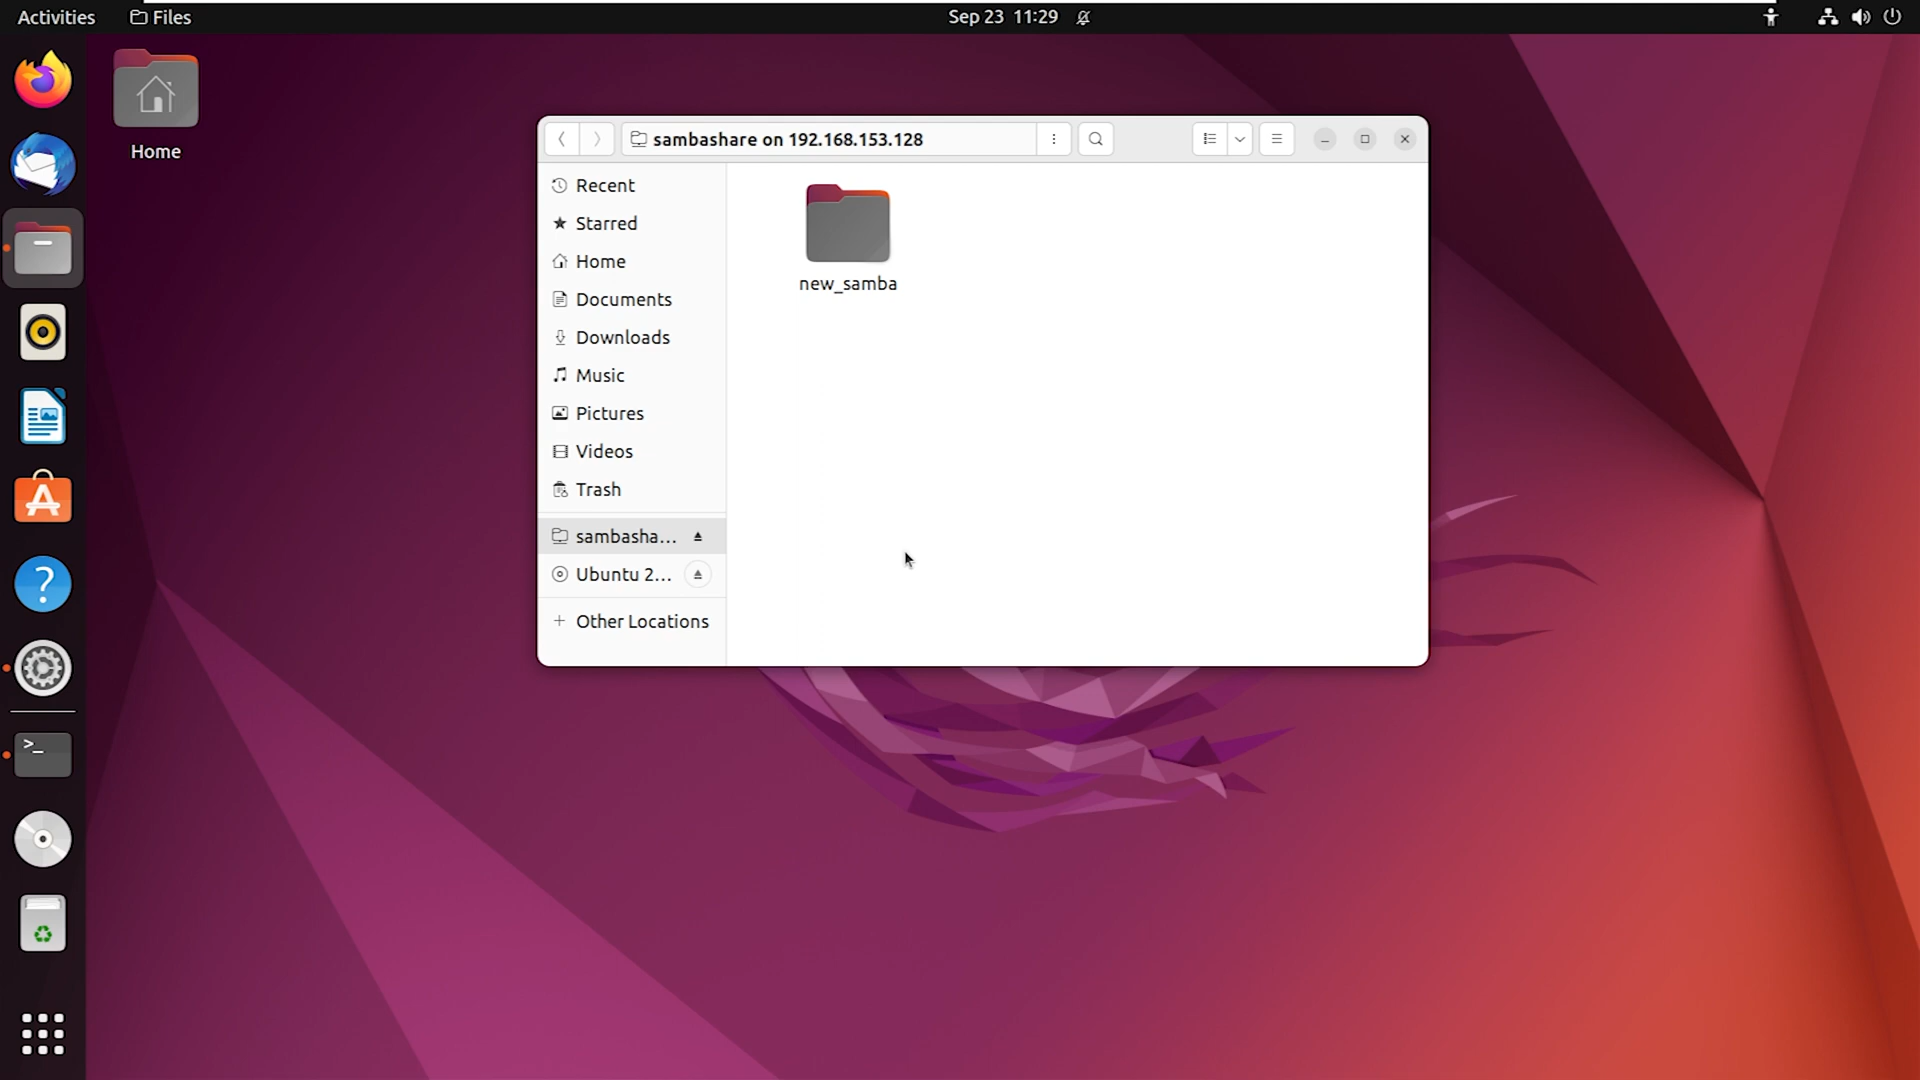 Activities Files Sep 23 11:29
Home
sambashare on 192.168.153.128
Recent
Starred
Home
Documents
Downloads
Music
Pictures
Videos
Trash
sambasha...
Ubuntu 2...
Other Locations
new_samba